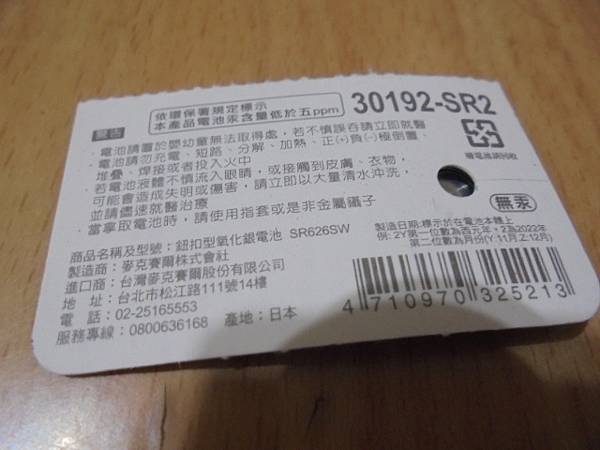 依環保署規定標示
本產品電池汞含量低於五ppm
30192-SR2
警告
電池請置於嬰幼童無法取得處，若不慎誤吞請立即就醫
電池請勿充電、短路、分解、加熱、正(+)負(-)極倒置、
堆疊、焊接或者投入火中
若電池液體不慎流入眼睛，或接觸到皮膚、衣物，
可能會造成失明或傷害，請立即以大量清水沖洗，
並請儘速就醫治療
當拿取電池時，請使用指套或是非金屬鑷子
廢電池請回收
無汞
商品名稱及型號：鈕扣型氧化銀電池 SR626SW
製造商：麥克賽爾株式會社
進口商：台灣麥克賽爾股份有限公司
地 址：台北市松江路111號14樓
電 話：02-25165553
服務專線：0800636168 產地：日本
製造日期:標示於在電池本體上
例: 2Y第一位數為西元年，2為2022年
第二位數為月份(Y:11月,Z:12月)
4 710970 325213